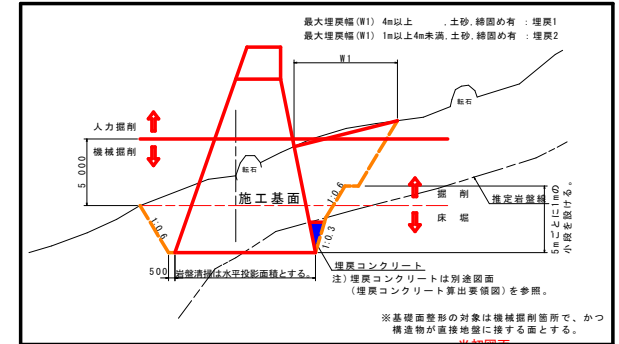 最大埋戻幅(W1) 4m以上 ,土砂,締固め有 : 埋戻1
最大埋戻幅(W1) 1m以上4m未満,土砂,締固め有 : 埋戻2
W1
転石
人力掘削
機械掘削
5 000
転石
施工基面
1:0.6
1:0.6
1:0.3
掘 削
床 堀
推定岩盤線
5mごとに1mの
小段を設ける。
500
岩盤清掃は水平投影面積とする。
埋戻コンクリート
注)埋戻コンクリートは別途図面
(埋戻コンクリート算出要領図)を参照。
※基礎面整形の対象は機械掘削箇所で、かつ
構造物が直接地盤に接する面とする。